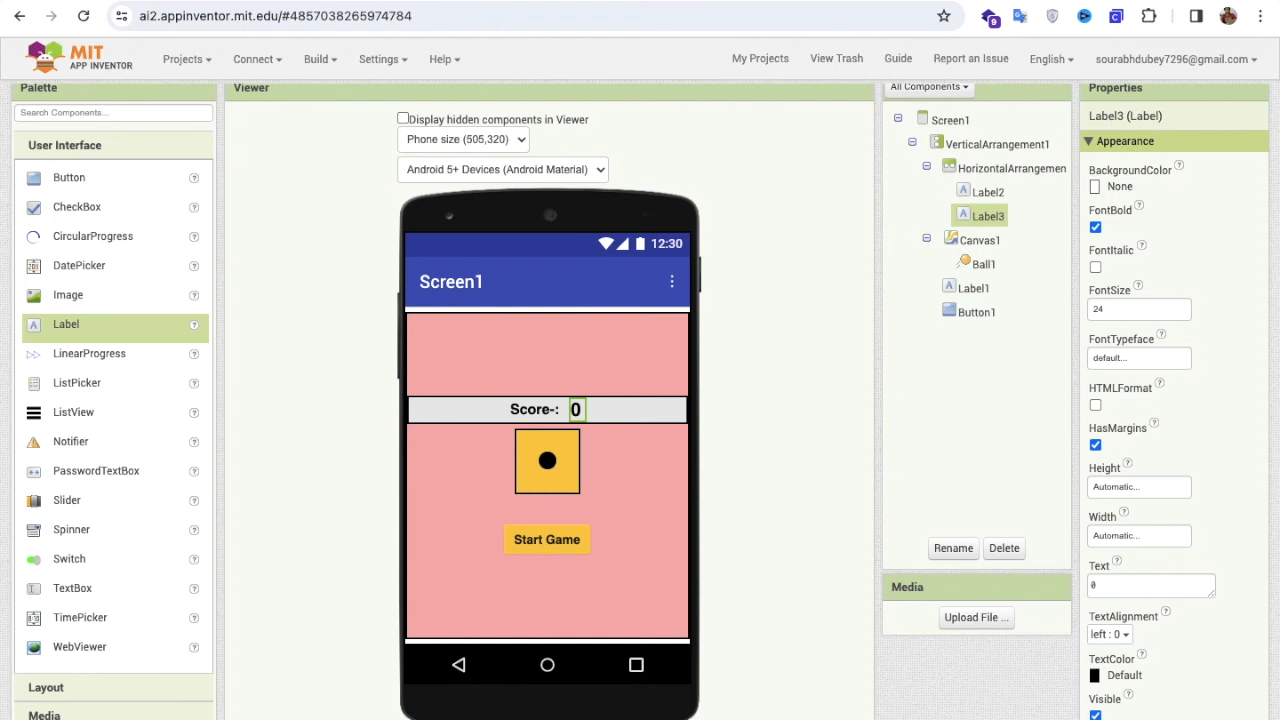 ai2.appinventor.mit.edu/#4857038265974784
9
MIT
APP INVENTOR
Projects
Connect
Build
Settings
Help
My Projects
View Trash
Guide
Report an Issue
English
sourabhdubey7296@gmail.com
Palette
Search Components...
User Interface
Button
CheckBox
CircularProgress
DatePicker
Image
Label
LinearProgress
ListPicker
ListView
Notifier
PasswordTextBox
Slider
Spinner
Switch
TextBox
TimePicker
WebViewer
Layout
Media
Viewer
Display hidden components in Viewer
Phone size (505,320)
Android 5+ Devices (Android Material)
12:30
Screen1
Score-: 0
Start Game
All Components
Screen1
VerticalArrangement1
HorizontalArrangemen
Label2
Label3
Canvas1
Ball1
Label1
Button1
Rename Delete
Media
Upload File ...
Properties
Label3 (Label)
Appearance
BackgroundColor
None
FontBold
FontItalic
FontSize
24
FontTypeface
default...
HTMLFormat
HasMargins
Height
Automatic...
Width
Automatic...
Text
0
TextAlignment
left : 0
TextColor
Default
Visible